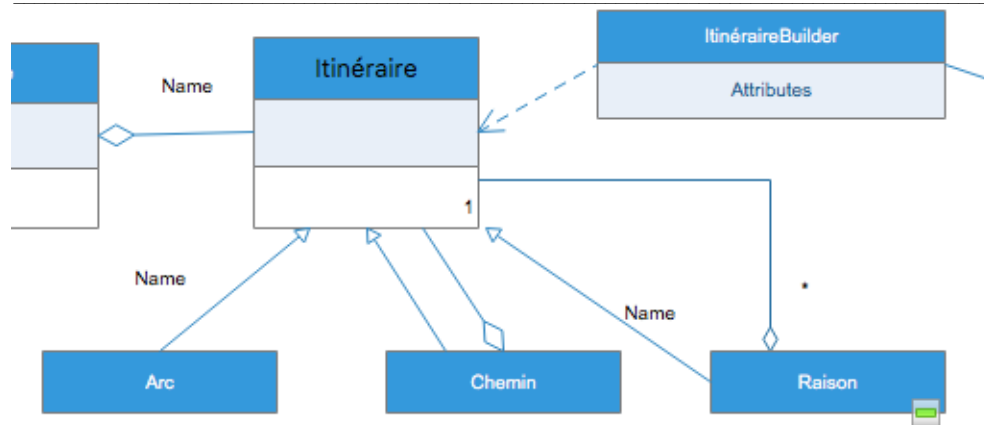 ItinéraireBuilder
Itinéraire
Name
Attributes
1
Name
*
Name
Arc
Chemin
Raison